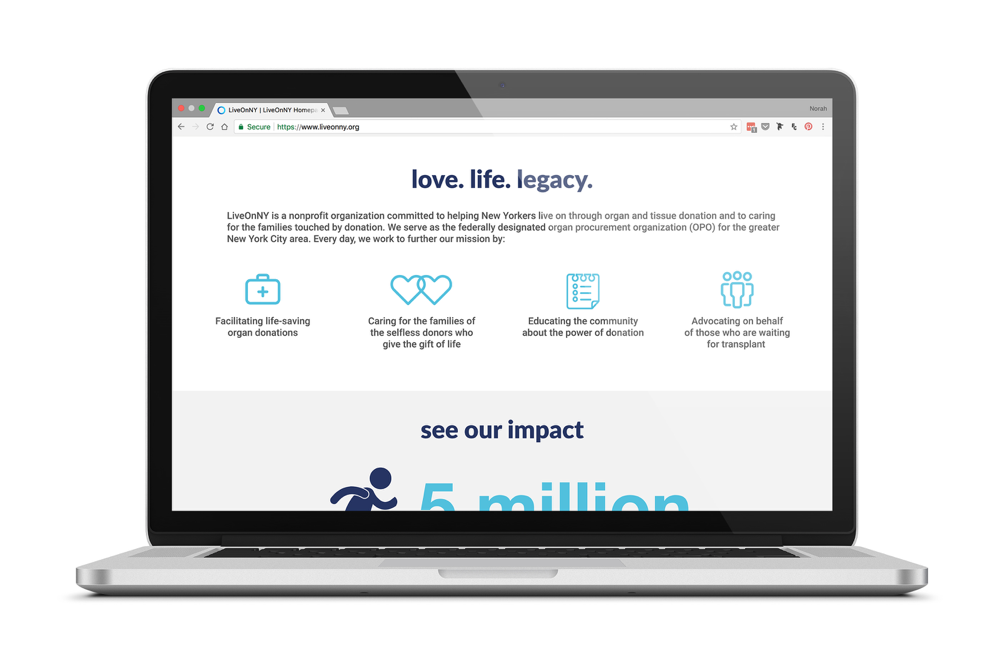 LiveOnNY | LiveOnNY Homepa
Norah
Secure
https://www.liveonny.org
love. life. legacy.
LiveOnNY is a nonprofit organization committed to helping New Yorkers live on through organ and tissue donation and to caring
for the families touched by donation. We serve as the federally designated organ procurement organization (OPO) for the greater
New York City area. Every day, we work to further our mission by:
Facilitating life-saving
organ donations
Caring for the families of
the selfless donors who
give the gift of life
Educating the community
about the power of donation
Advocating on behalf
of those who are waiting
for transplant
see our impact
5 million